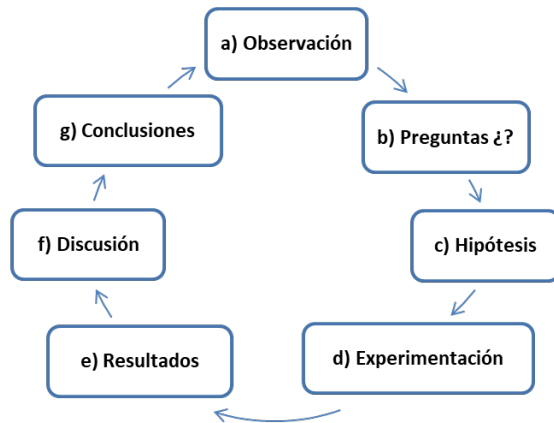 a) Observación
b) Preguntas ¿?
c) Hipótesis
d) Experimentación
e) Resultados
f) Discusión
g) Conclusiones